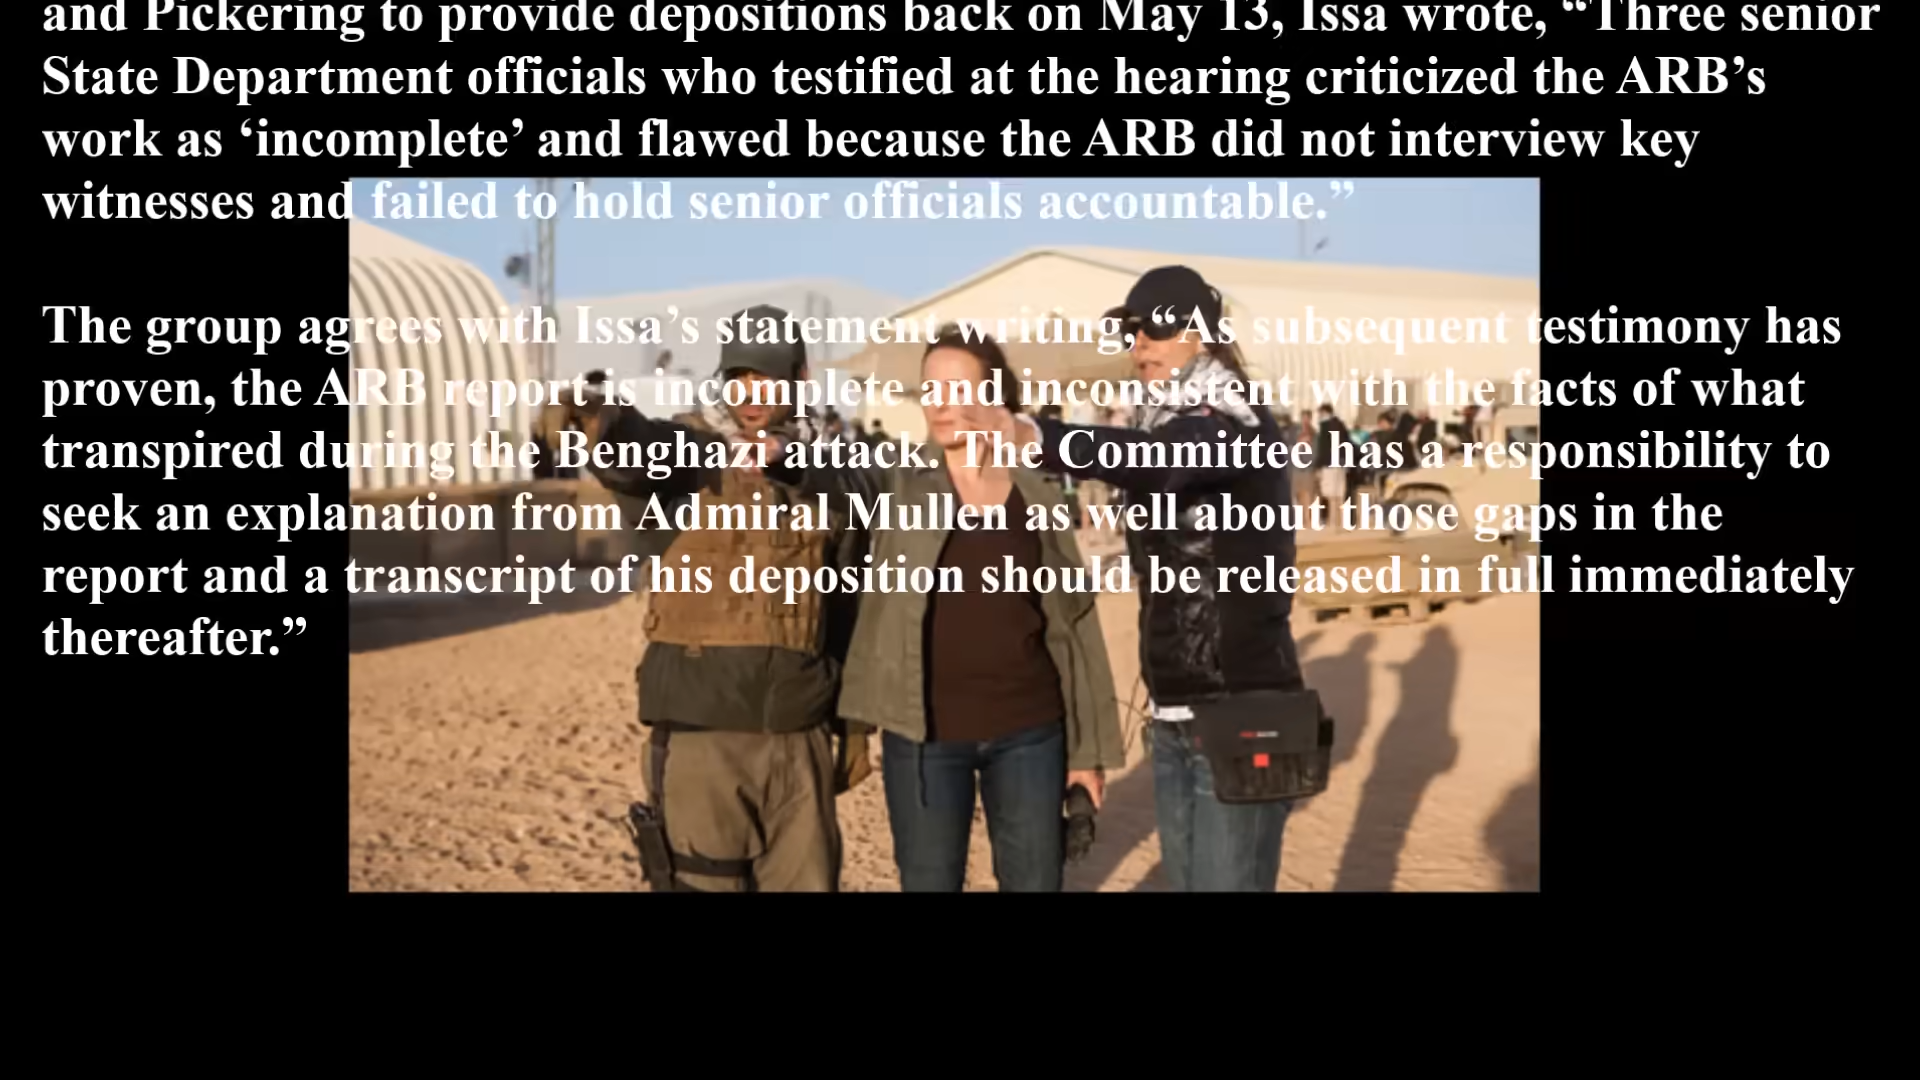 and Pickering to provide depositions back on May 13, Issa wrote, “Three senior
State Department officials who testified at the hearing criticized the ARB’s
work as ‘incomplete’ and flawed because the ARB did not interview key
witnesses and failed to hold senior officials accountable.”
The group agrees with Issa’s statement writing, “As subsequent testimony has
proven, the ARB report is incomplete and inconsistent with the facts of what
transpired during the Benghazi attack. The Committee has a responsibility to
seek an explanation from Admiral Mullen as well about those gaps in the
report and a transcript of his deposition should be released in full immediately
thereafter.”